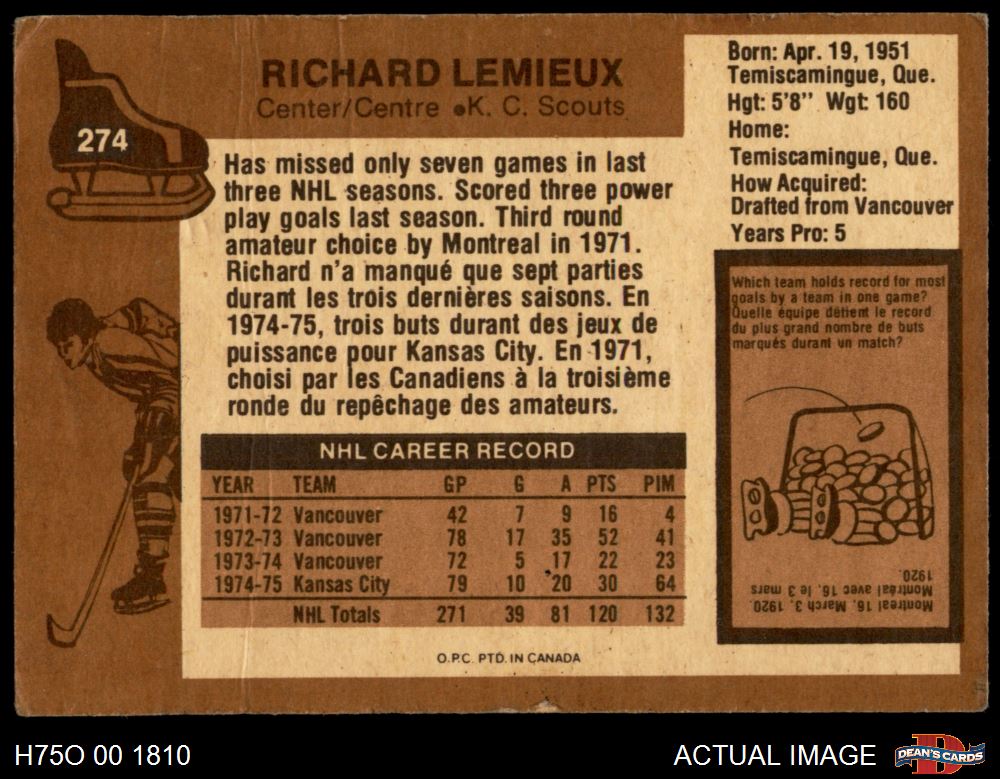 274
RICHARD LEMIEUX
Center/Centre ●K. C. Scouts
Has missed only seven games in last
three NHL seasons. Scored three power
play goals last season. Third round
amateur choice by Montreal in 1971.
Richard n'a manqué que sept parties
durant les trois dernières saisons. En
1974-75, trois buts durant des jeux de
puissance pour Kansas City. En 1971,
choisi par les Canadiens à la troisième
ronde du repêchage des amateurs.
NHL CAREER RECORD
YEAR TEAM GP G A PTS PIM
1971-72 Vancouver 42 7 9 16 4
1972-73 Vancouver 78 17 35 52 41
1973-74 Vancouver 72 5 17 22 23
1974-75 Kansas City 79 10 20 30 64
NHL Totals 271 39 81 120 132
O.P.C. PTD. IN CANADA
Born: Apr. 19, 1951
Temiscamingue, Que.
Hgt: 5'8" Wgt: 160
Home:
Temiscamingue, Que.
How Acquired:
Drafted from Vancouver
Years Pro: 5
Which team holds record for most
goals by a team in one game?
Quelle équipe détient le record
du plus grand nombre de buts
marqués durant un match?
Montreal 16, March 3, 1920.
Montréal avec 16, le 3 mars
1920.
H75O 00 1810
ACTUAL IMAGE
DEAN'S CARDS